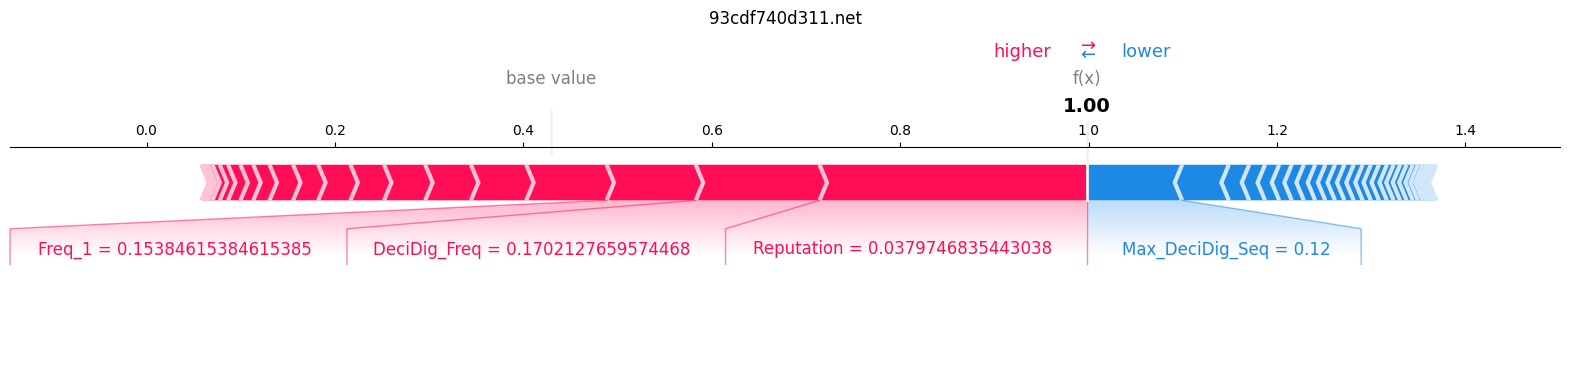 93cdf740d311.net
higher ⇄ lower
base value f(x)
1.00
0.0 0.2 0.4 0.6 0.8 1.0 1.2 1.4
Freq_1 = 0.15384615384615385 DeciDig_Freq = 0.1702127659574468 Reputation = 0.0379746835443038 Max_DeciDig_Seq = 0.12